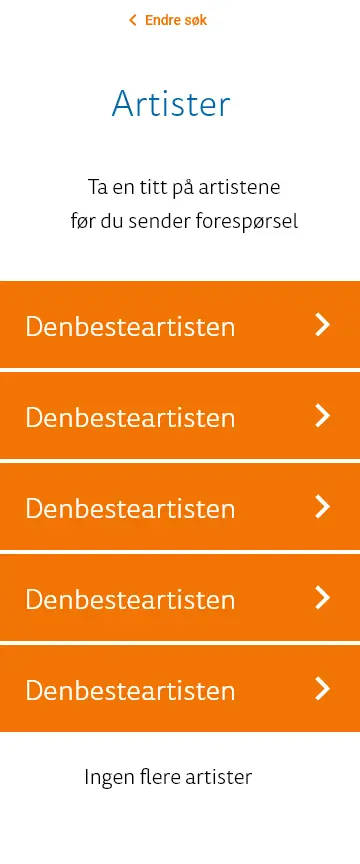 Endre søk
Artister
Ta en titt på artistene
før du sender forespørsel
Denbesteartisten
Denbesteartisten
Denbesteartisten
Denbesteartisten
Denbesteartisten
Ingen flere artister